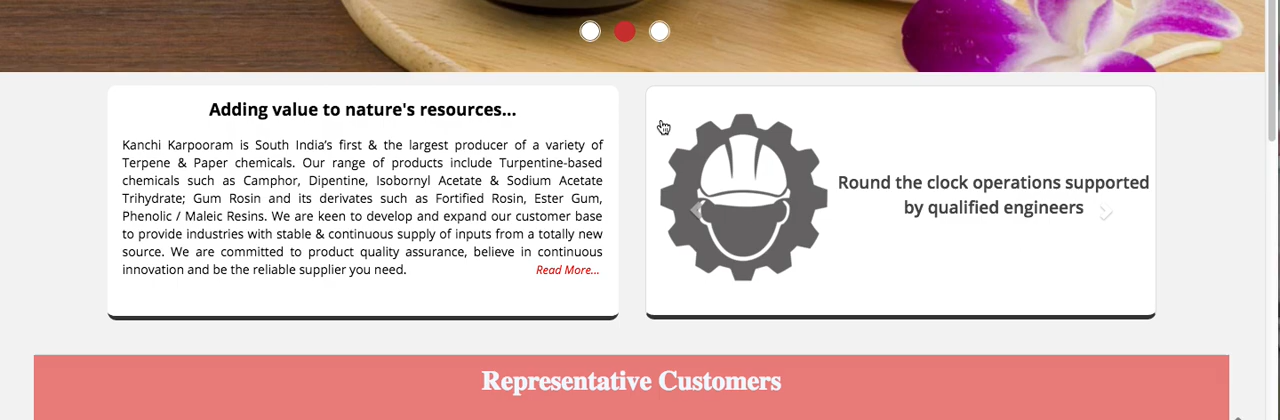 Adding value to nature's resources...
Kanchi Karpooram is South India’s first & the largest producer of a variety of
Terpene & Paper chemicals. Our range of products include Turpentine-based
chemicals such as Camphor, Dipentine, Isobornyl Acetate & Sodium Acetate
Trihydrate; Gum Rosin and its derivates such as Fortified Rosin, Ester Gum,
Phenolic / Maleic Resins. We are keen to develop and expand our customer base
to provide industries with stable & continuous supply of inputs from a totally new
source. We are committed to product quality assurance, believe in continuous
innovation and be the reliable supplier you need. Read More...
Round the clock operations supported
by qualified engineers
Representative Customers